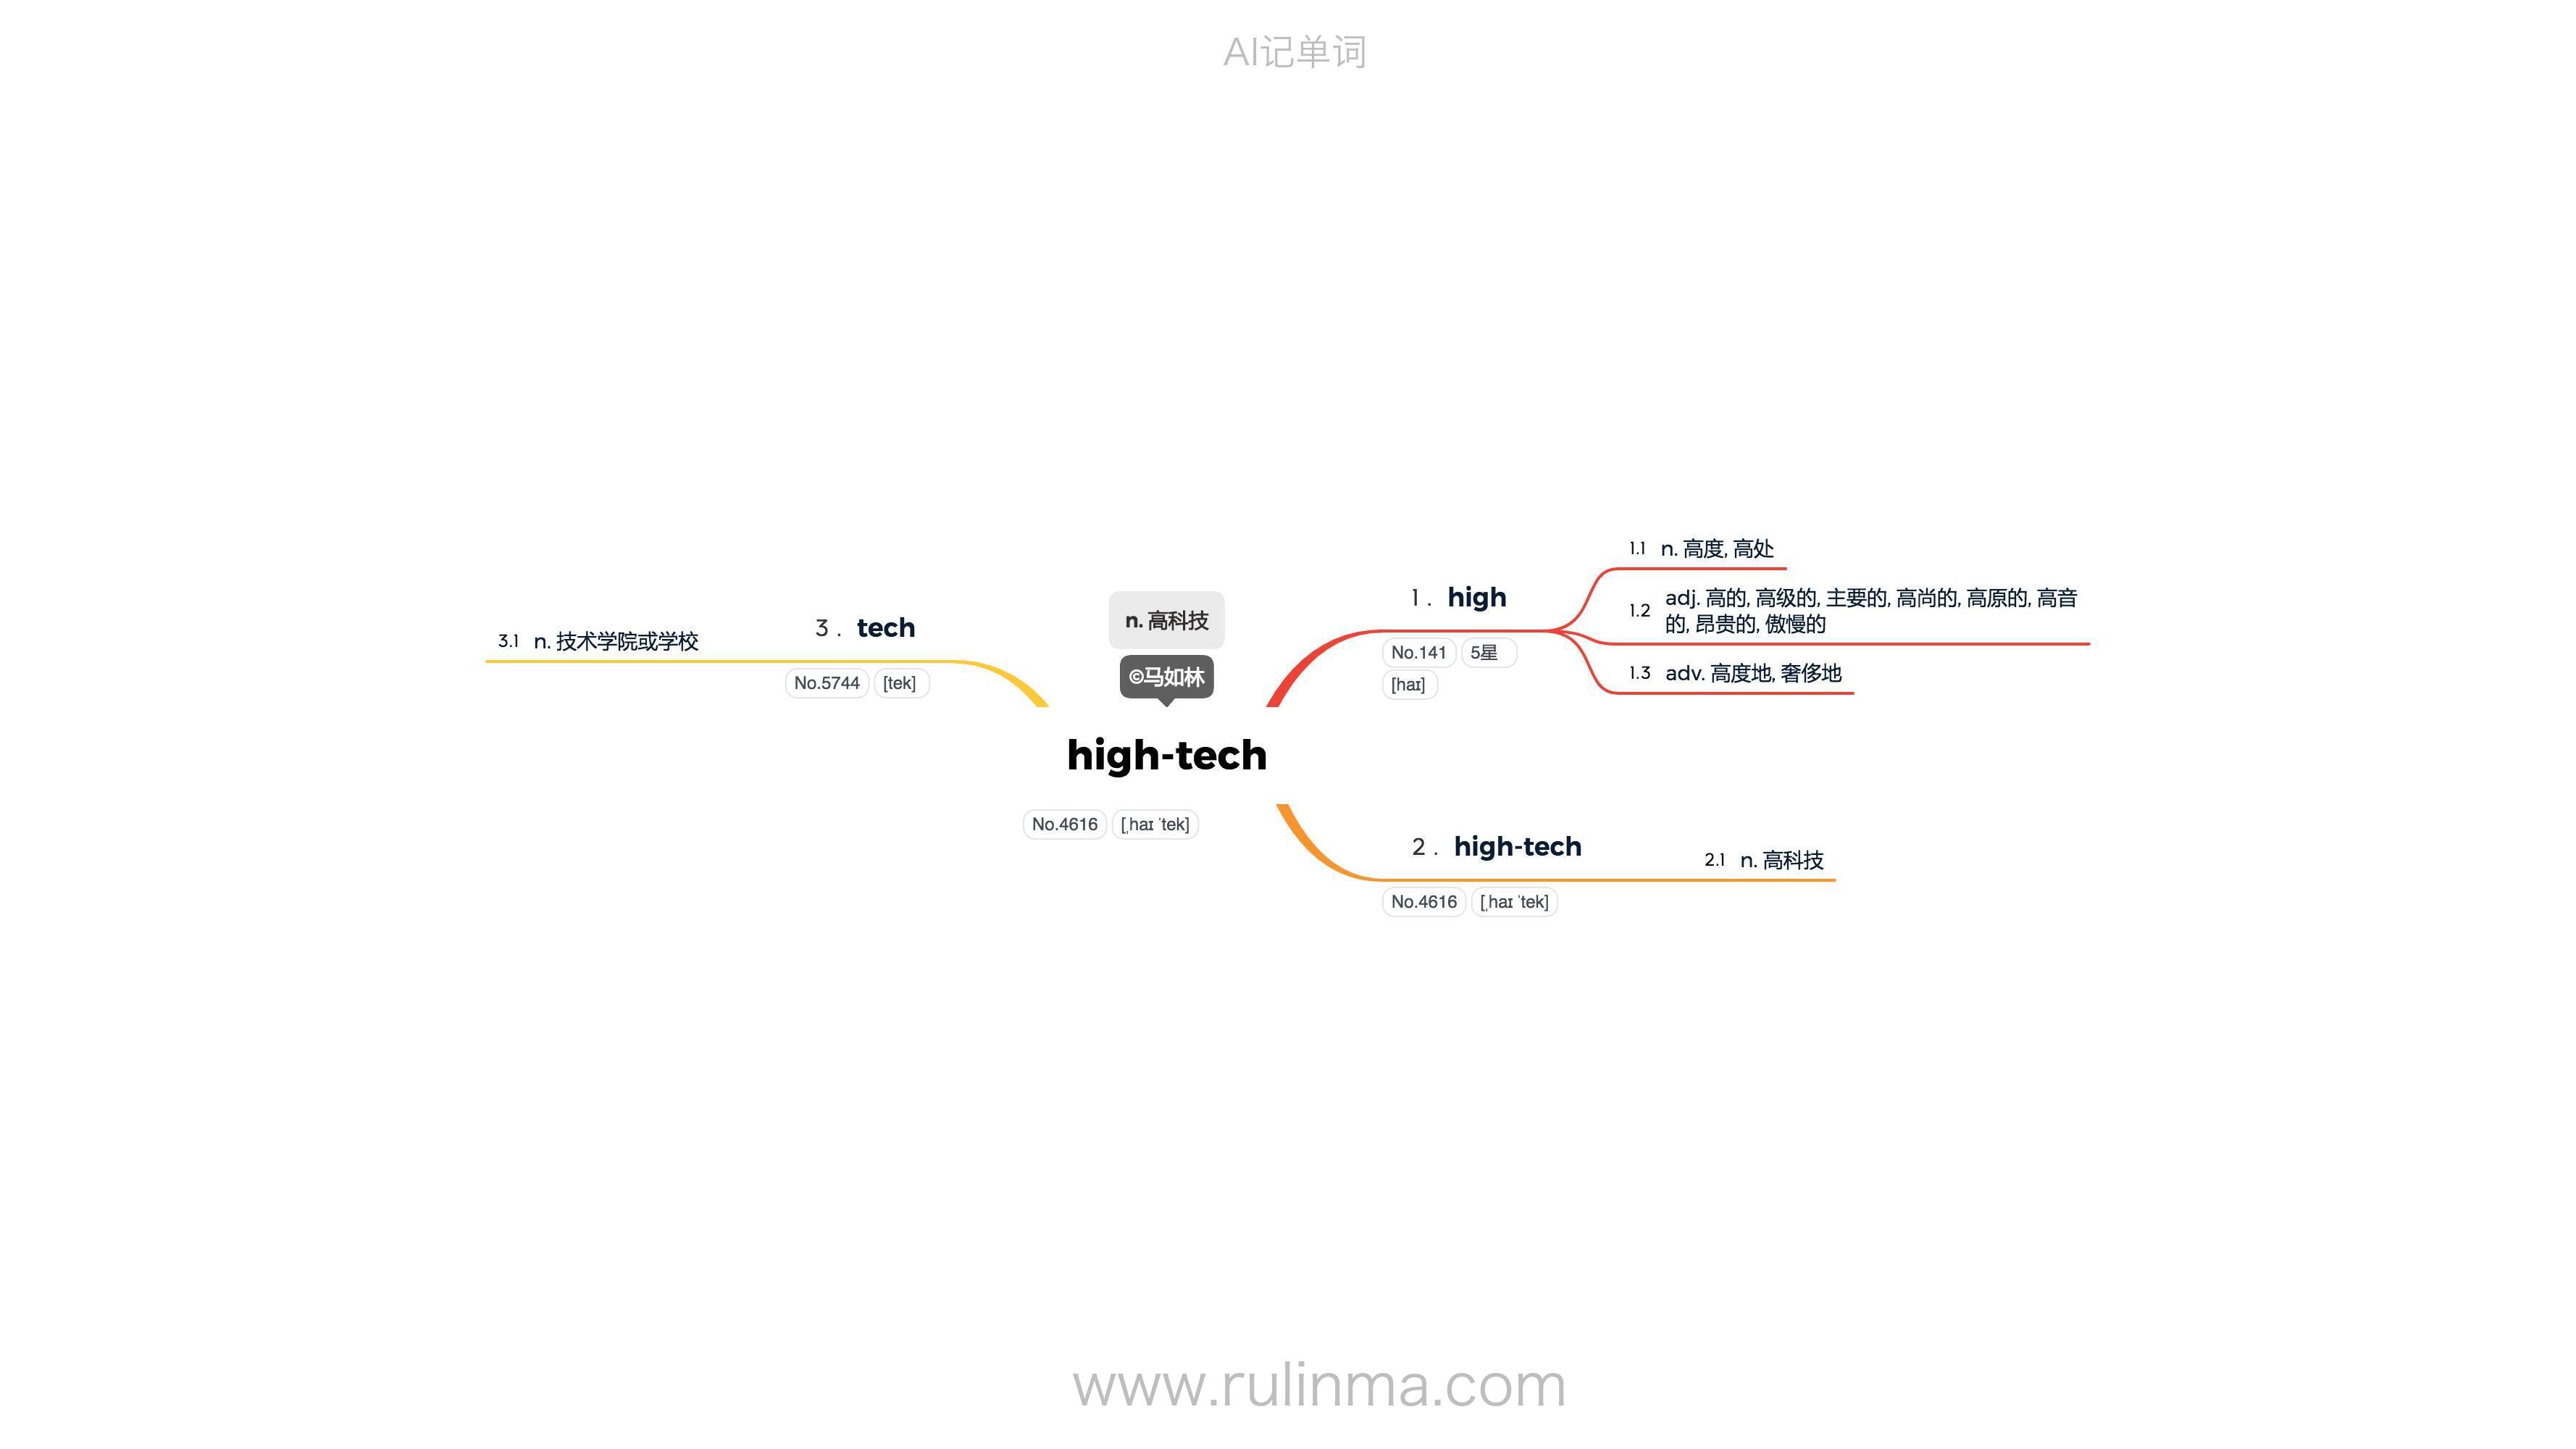 AI记单词
n. 高科技
©马如林
high-tech
No.4616 [ˌhaɪ ˈtek]
1. high
No.141 5星
[haɪ]
1.1 n. 高度, 高处
1.2 adj. 高的, 高级的, 主要的, 高尚的, 高原的, 高音
的, 昂贵的, 傲慢的
1.3 adv. 高度地, 奢侈地
2. high-tech
No.4616 [ˌhaɪ ˈtek]
2.1 n. 高科技
3. tech
No.5744 [tek]
3.1 n. 技术学院或学校
www.rulinma.com